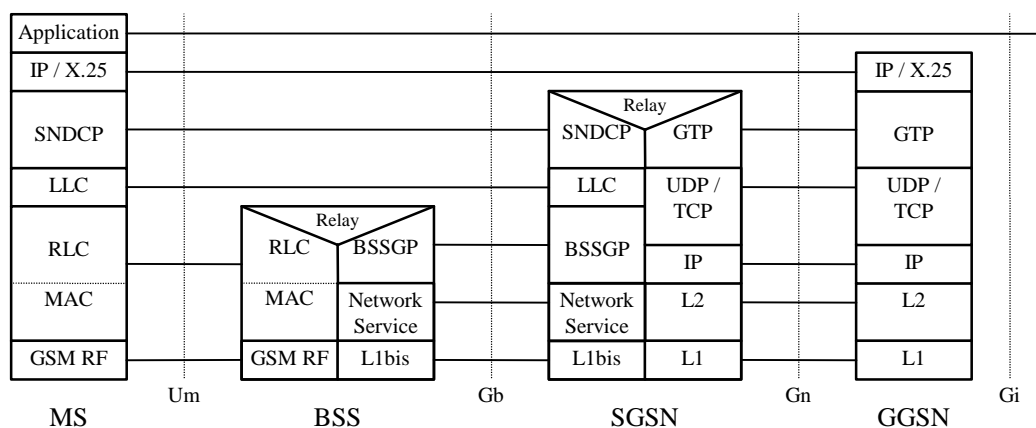 Application
IP / X.25
IP / X.25
Relay
SNDCP
SNDCP
GTP
GTP
LLC
LLC
UDP /
TCP
UDP /
TCP
Relay
RLC
RLC
BSSGP
BSSGP
IP
IP
MAC
MAC
Network
Service
Network
Service
L2
L2
GSM RF
GSM RF
L1bis
L1bis
L1
L1
Um
Gb
Gn
Gi
MS
BSS
SGSN
GGSN